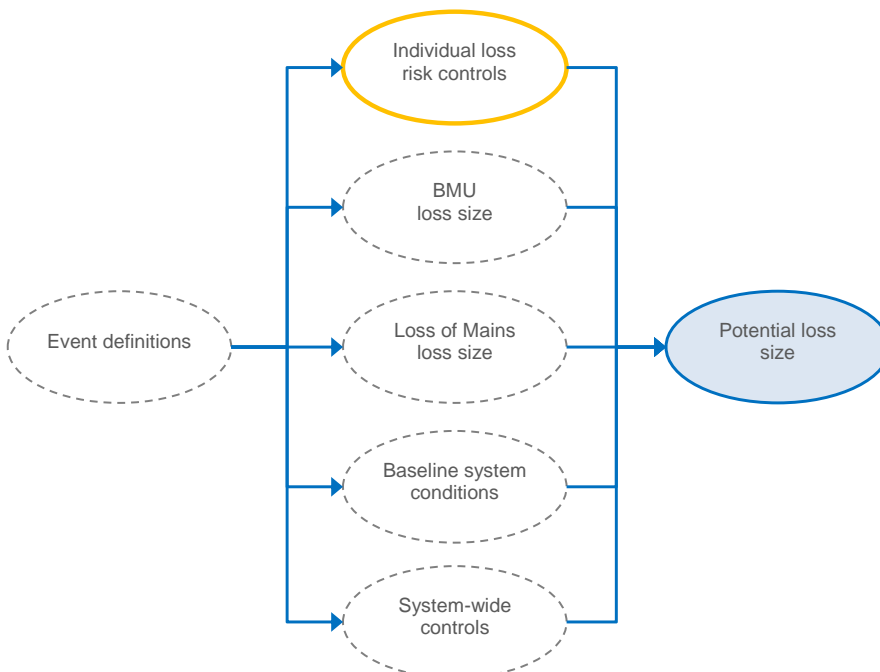 Individual loss
risk controls
BMU
loss size
Event definitions
Loss of Mains
loss size
Potential loss
size
Baseline system
conditions
System-wide
controls